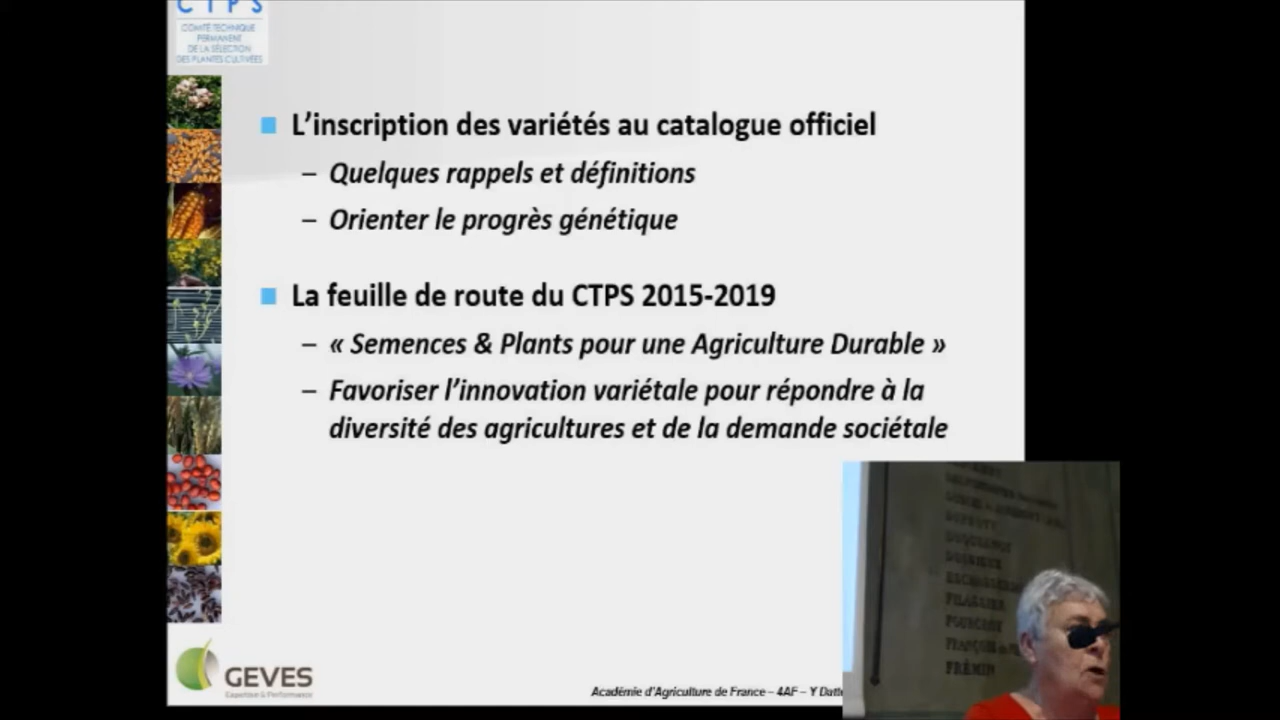 CTPS
COMITÉ TECHNIQUE
PERMANENT
DE LA SÉLECTION
DES PLANTES CULTIVÉES
L'inscription des variétés au catalogue officiel
– Quelques rappels et définitions
– Orienter le progrès génétique
La feuille de route du CTPS 2015-2019
– « Semences & Plants pour une Agriculture Durable »
– Favoriser l'innovation variétale pour répondre à la
diversité des agricultures et de la demande sociétale
GEVES
Expertise & Performance
Académie d'Agriculture de France – 4AF – Y Datt
FRÉMIN